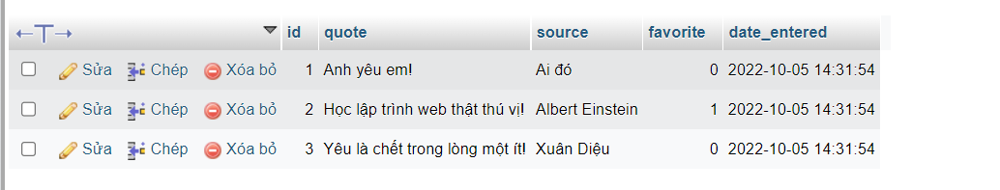 id quote source favorite date_entered
Sửa Chép Xóa bỏ 1 Anh yêu em! Ai đó 0 2022-10-05 14:31:54
Sửa Chép Xóa bỏ 2 Học lập trình web thật thú vị! Albert Einstein 1 2022-10-05 14:31:54
Sửa Chép Xóa bỏ 3 Yêu là chết trong lòng một ít! Xuân Diệu 0 2022-10-05 14:31:54